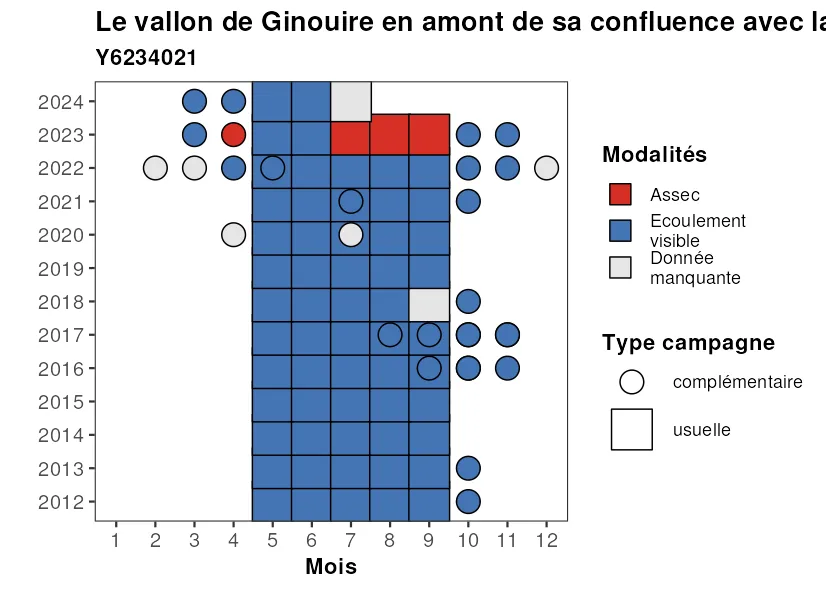 Le vallon de Ginouire en amont de sa confluence avec la
Y6234021
2024
2023
2022
2021
2020
2019
2018
2017
2016
2015
2014
2013
2012
1 2 3 4 5 6 7 8 9 10 11 12
Mois
Modalités
Assec
Ecoulement
visible
Donnée
manquante
Type campagne
complémentaire
usuelle